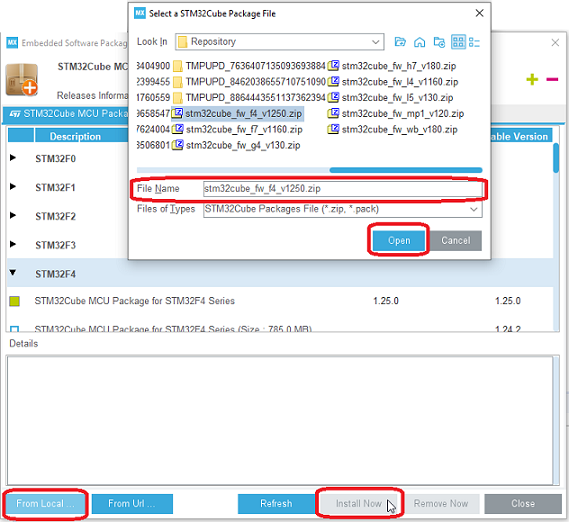 MX Select a STM32Cube Package File
Look In Repository
3404900 TMPUPD_7636407135093693884 stm32cube_fw_h7_v180.zip
2399455 TMPUPD_8462038655710751090 stm32cube_fw_l4_v1160.zip
1760559 TMPUPD_8864443551137362394 stm32cube_fw_l5_v130.zip
9658547 stm32cube_fw_f4_v1250.zip stm32cube_fw_mp1_v120.zip
7624004 stm32cube_fw_f7_v1160.zip stm32cube_fw_wb_v180.zip
3506801 stm32cube_fw_g4_v130.zip
File Name stm32cube_fw_f4_v1250.zip
Files of Types STM32Cube Packages File (*.zip, *.pack)
Open Cancel
MX Embedded Software Packag
STM32Cube MCU Pa
Releases Informa
STM32Cube MCU Pack
Description able Version
STM32F0
STM32F1
STM32F2
STM32F3
STM32F4
STM32Cube MCU Package for STM32F4 Series 1.25.0 1.25.0
STM32Cube MCU Package for STM32F4 Series (Size : 785.0 MB) 1.24.2
Details
From Local ... From Url ... Refresh Install Now Remove Now Close